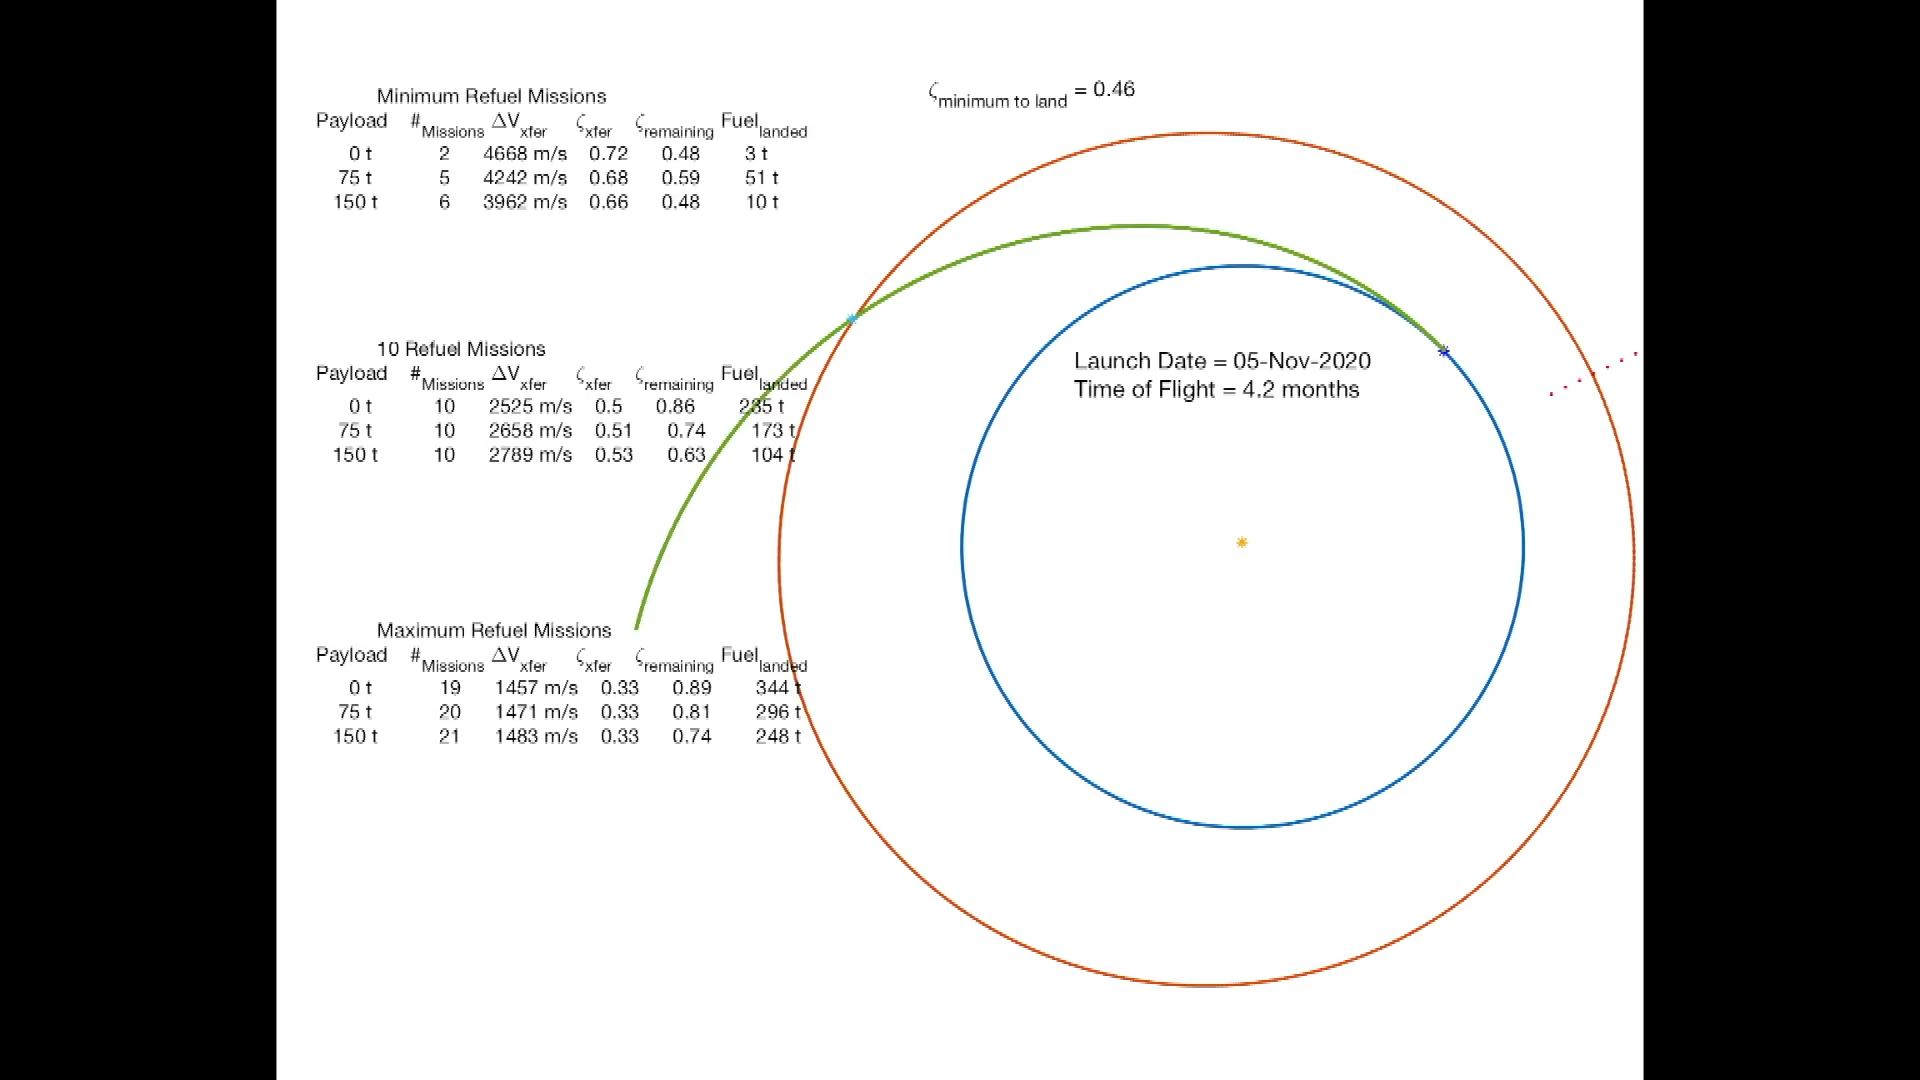 Minimum Refuel Missions
Payload #Missions ΔVxfer ζxfer ζremaining Fuellanded
0 t 2 4668 m/s 0.72 0.48 3 t
75 t 5 4242 m/s 0.68 0.59 51 t
150 t 6 3962 m/s 0.66 0.48 10 t
ζminimum to land = 0.46
10 Refuel Missions
Payload #Missions ΔVxfer ζxfer ζremaining Fuellanded
0 t 10 2525 m/s 0.5 0.86 235 t
75 t 10 2658 m/s 0.51 0.74 173 t
150 t 10 2789 m/s 0.53 0.63 104 t
Launch Date = 05-Nov-2020
Time of Flight = 4.2 months
Maximum Refuel Missions
Payload #Missions ΔVxfer ζxfer ζremaining Fuellanded
0 t 19 1457 m/s 0.33 0.89 344 t
75 t 20 1471 m/s 0.33 0.81 296 t
150 t 21 1483 m/s 0.33 0.74 248 t